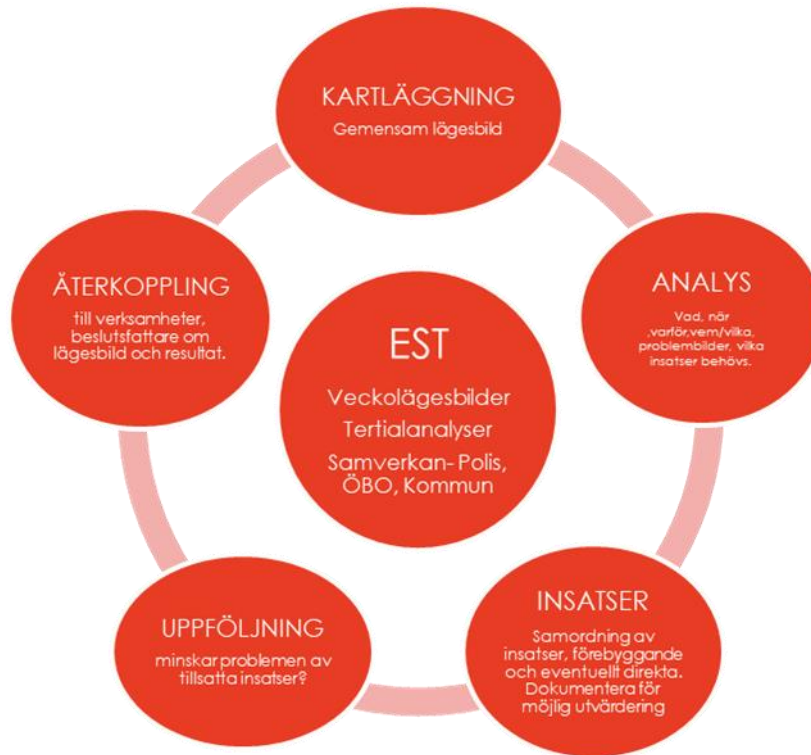 KARTLÄGGNING
Gemensam lägesbild
ANALYS
Vad, när
,varför,vem/vilka,
problembilder, vilka
insatser behövs.
INSATSER
Samordning av
insatser, förebyggande
och eventuellt direkta.
Dokumentera för
möjlig utvärdering
UPPFÖLJNING
minskar problemen av
tillsatta insatser?
ÅTERKOPPLING
till verksamheter,
beslutsfattare om
lägesbild och resultat.
EST
Veckolägesbilder
Tertialanalyser
Samverkan- Polis,
ÖBO, Kommun